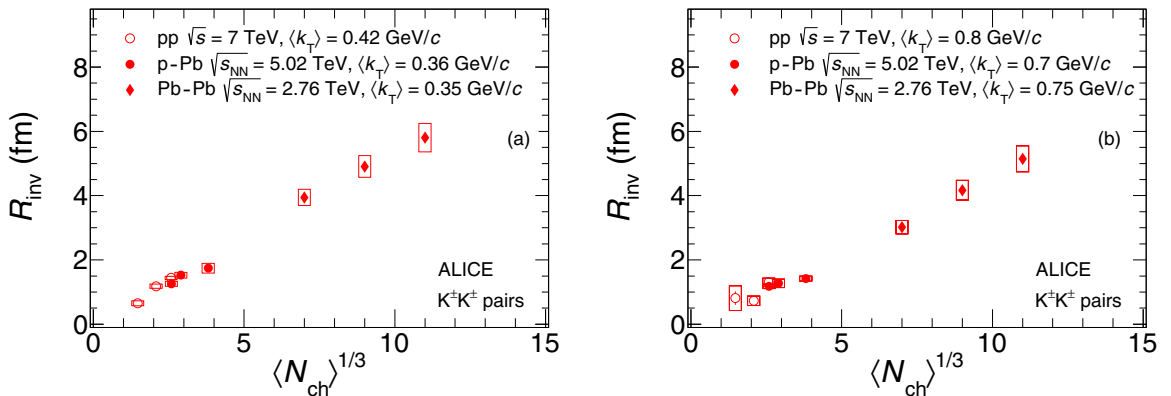 pp √s = 7 TeV, ⟨k_T⟩ = 0.42 GeV/c
p-Pb √s_NN = 5.02 TeV, ⟨k_T⟩ = 0.36 GeV/c
Pb-Pb √s_NN = 2.76 TeV, ⟨k_T⟩ = 0.35 GeV/c
(a)
R_inv (fm)
8
6
4
2
0
ALICE
K±K± pairs
0 5 10 15
⟨N_ch⟩^1/3
pp √s = 7 TeV, ⟨k_T⟩ = 0.8 GeV/c
p-Pb √s_NN = 5.02 TeV, ⟨k_T⟩ = 0.7 GeV/c
Pb-Pb √s_NN = 2.76 TeV, ⟨k_T⟩ = 0.75 GeV/c
(b)
R_inv (fm)
8
6
4
2
0
ALICE
K±K± pairs
0 5 10 15
⟨N_ch⟩^1/3